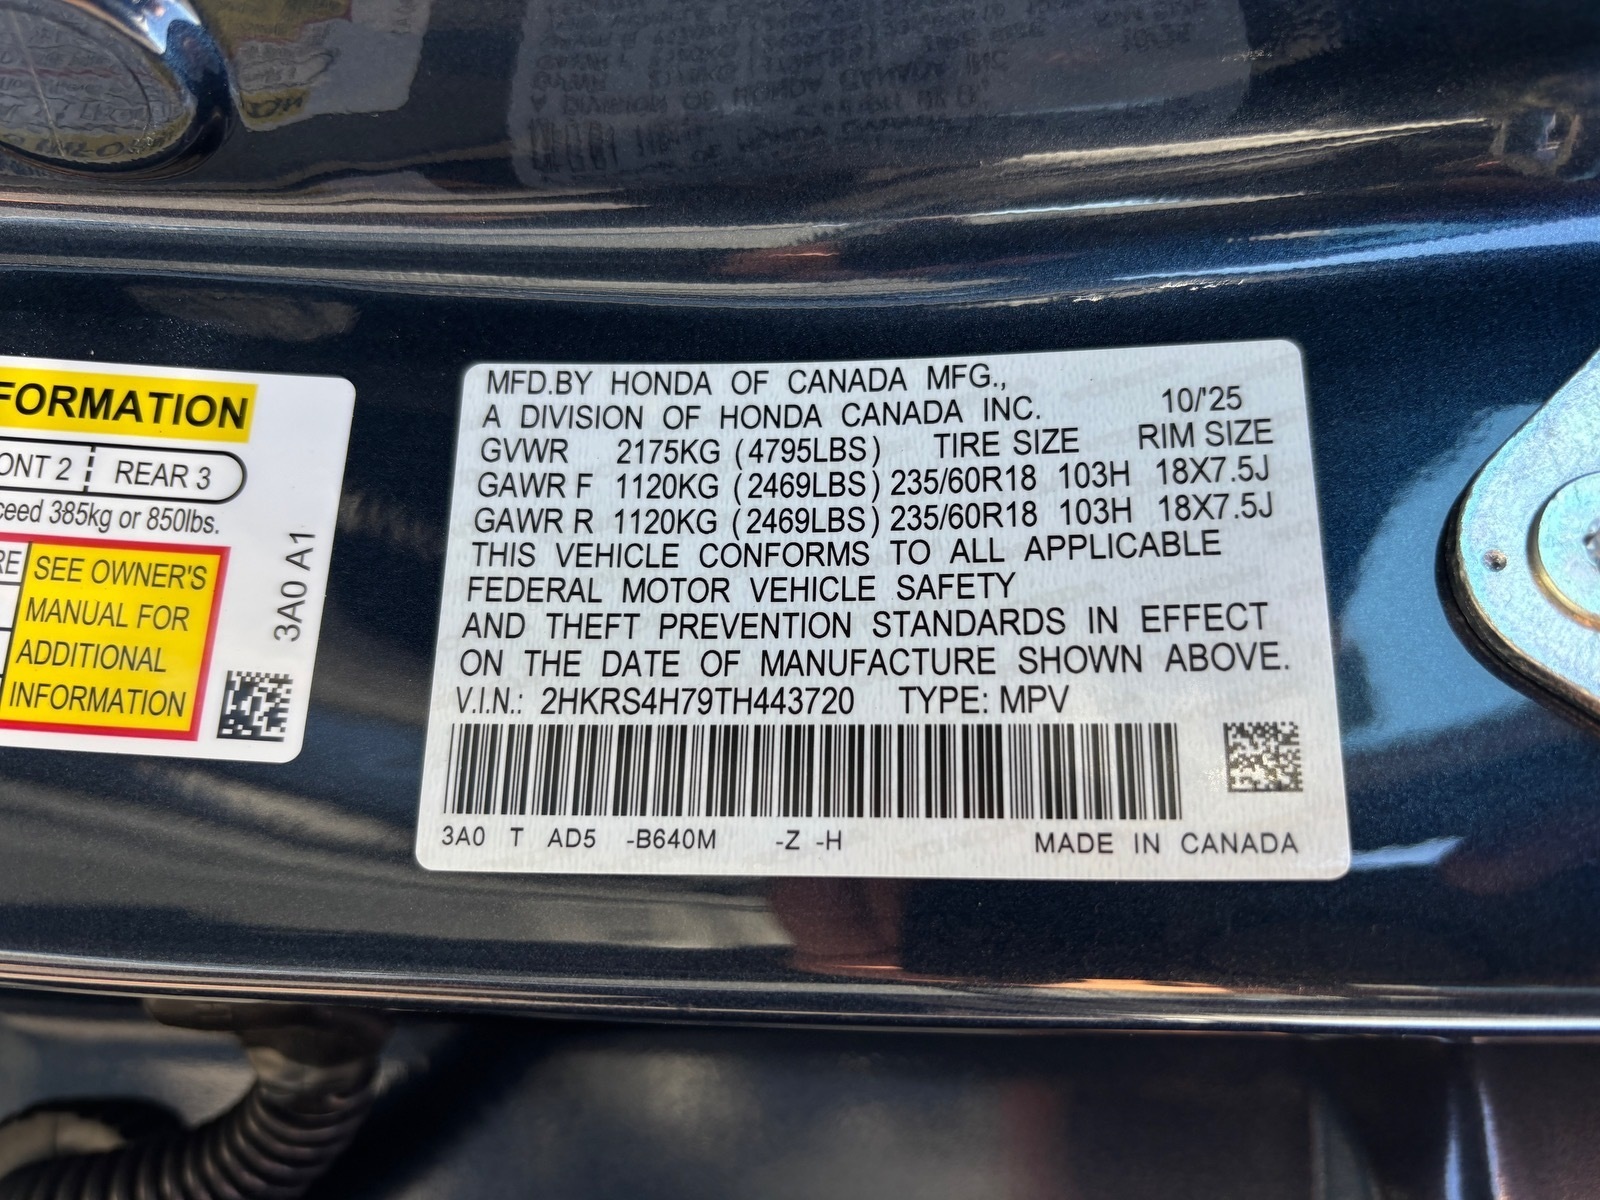 FORMATION
ONT 2 REAR 3
ceed 385kg or 850lbs.
RE
SEE OWNER'S
MANUAL FOR
ADDITIONAL
INFORMATION
3A0 A1
MFD.BY HONDA OF CANADA MFG.,
A DIVISION OF HONDA CANADA INC. 10/'25
GVWR 2175KG (4795LBS) TIRE SIZE RIM SIZE
GAWR F 1120KG (2469LBS) 235/60R18 103H 18X7.5J
GAWR R 1120KG (2469LBS) 235/60R18 103H 18X7.5J
THIS VEHICLE CONFORMS TO ALL APPLICABLE
FEDERAL MOTOR VEHICLE SAFETY
AND THEFT PREVENTION STANDARDS IN EFFECT
ON THE DATE OF MANUFACTURE SHOWN ABOVE.
V.I.N.: 2HKRS4H79TH443720 TYPE: MPV
3A0 T AD5 -B640M -Z -H MADE IN CANADA